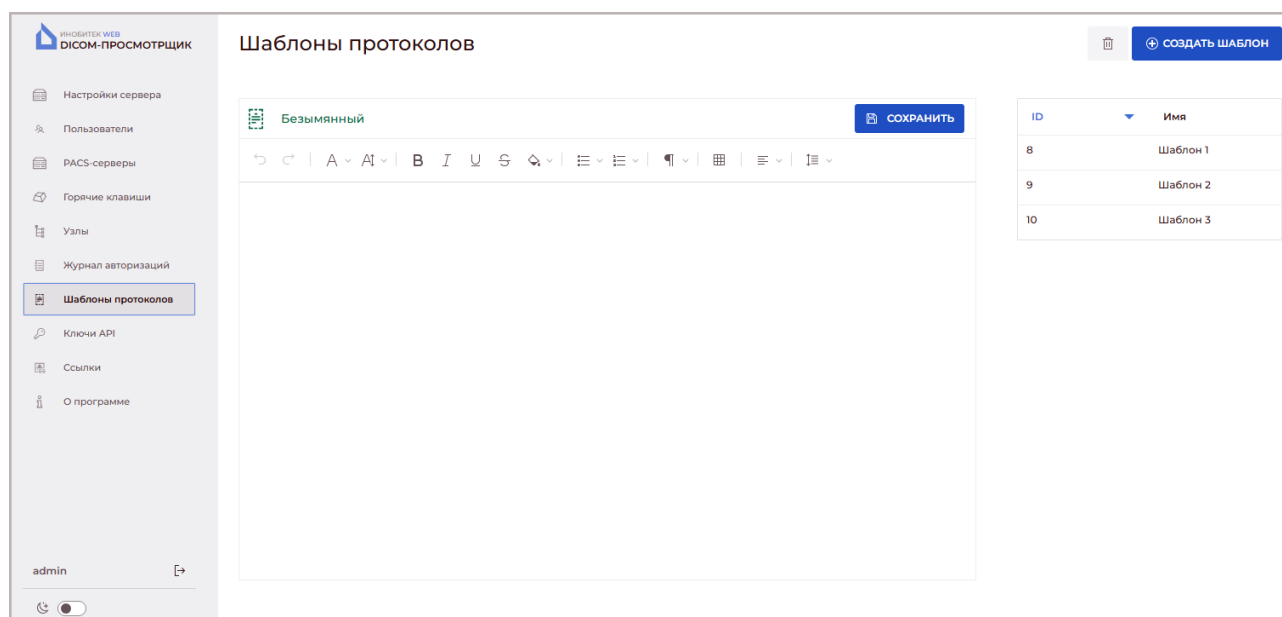 ИНОБИТЕК WEB
DICOM-ПРОСМОТРЩИК
Настройки сервера
Пользователи
PACS-серверы
Горячие клавиши
Узлы
Журнал авторизаций
Шаблоны протоколов
Ключи API
Ссылки
О программе
admin
Шаблоны протоколов
СОЗДАТЬ ШАБЛОН
Безымянный
СОХРАНИТЬ
ID Имя
8 Шаблон 1
9 Шаблон 2
10 Шаблон 3